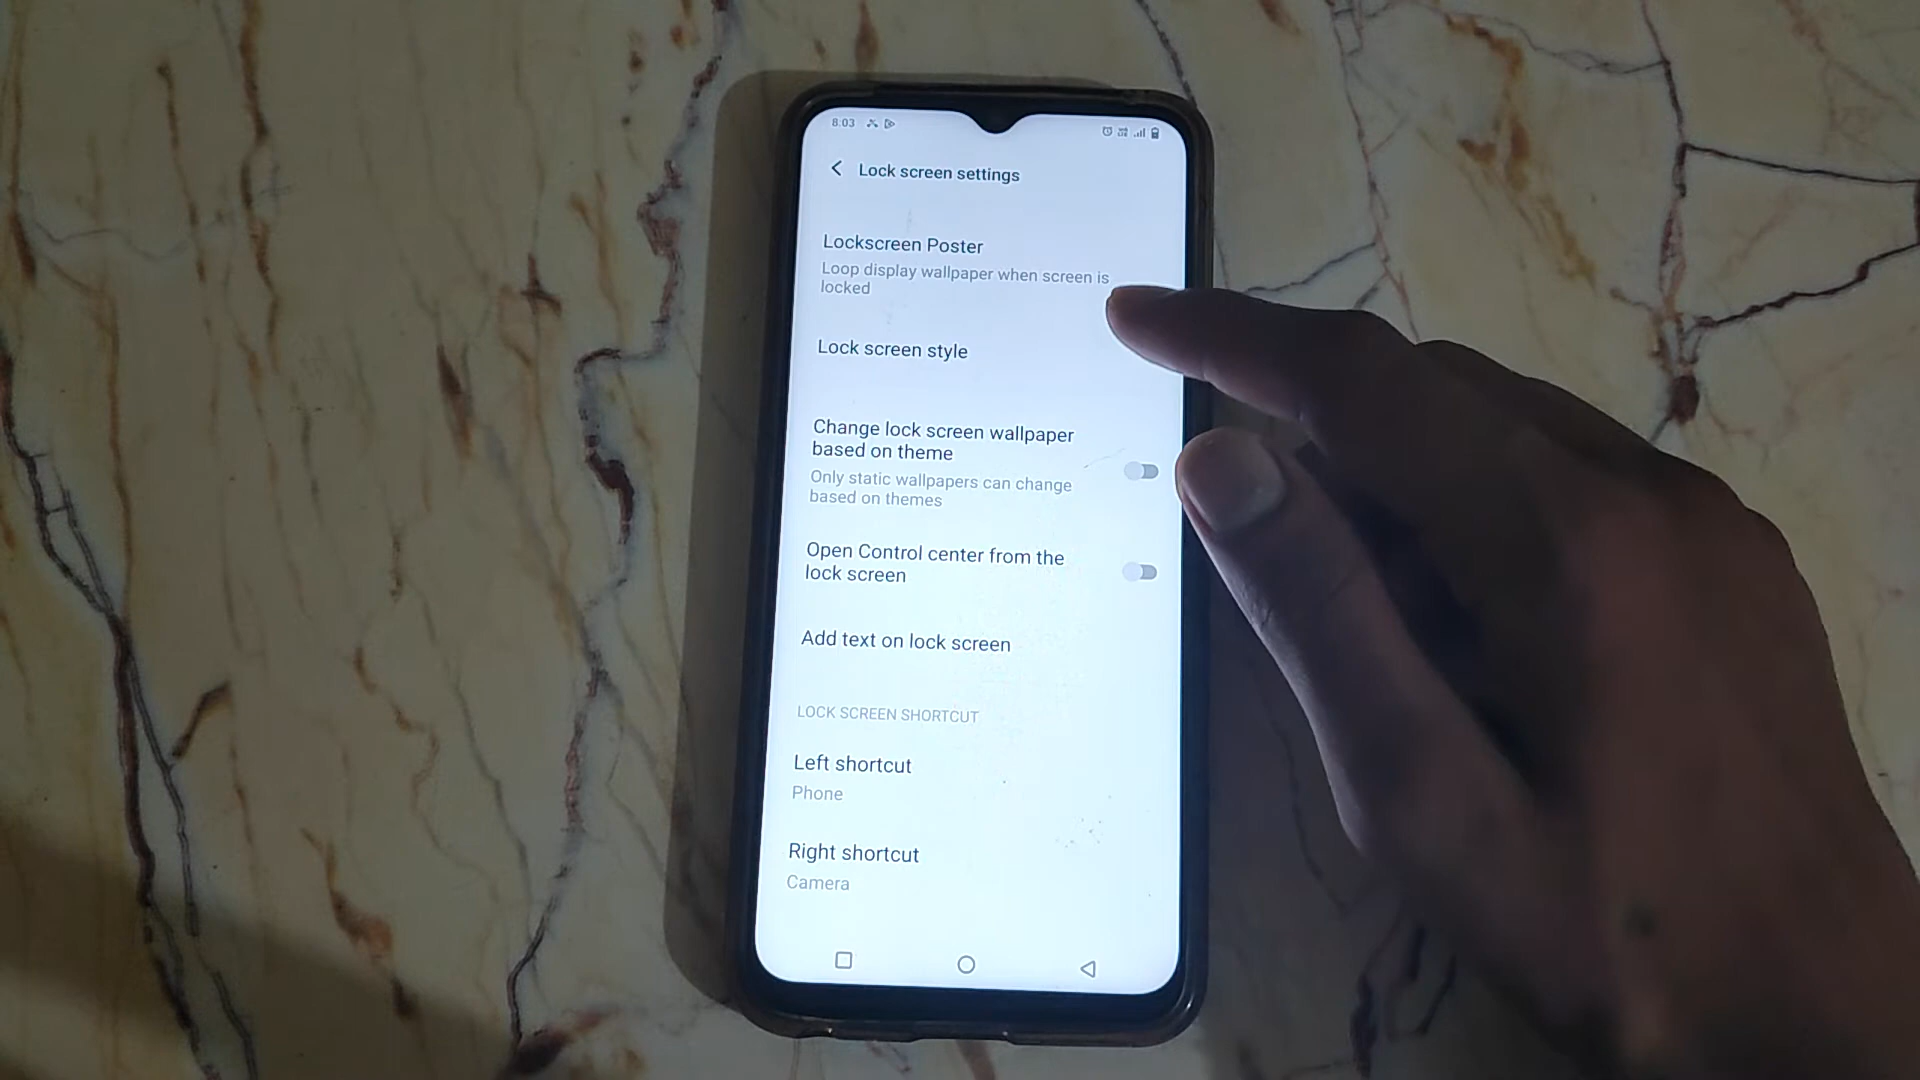 8:03
Lock screen settings
Lockscreen Poster
Loop display wallpaper when screen is
locked
Lock screen style
Change lock screen wallpaper
based on theme
Only static wallpapers can change
based on themes
Open Control center from the
lock screen
Add text on lock screen
LOCK SCREEN SHORTCUT
Left shortcut
Phone
Right shortcut
Camera